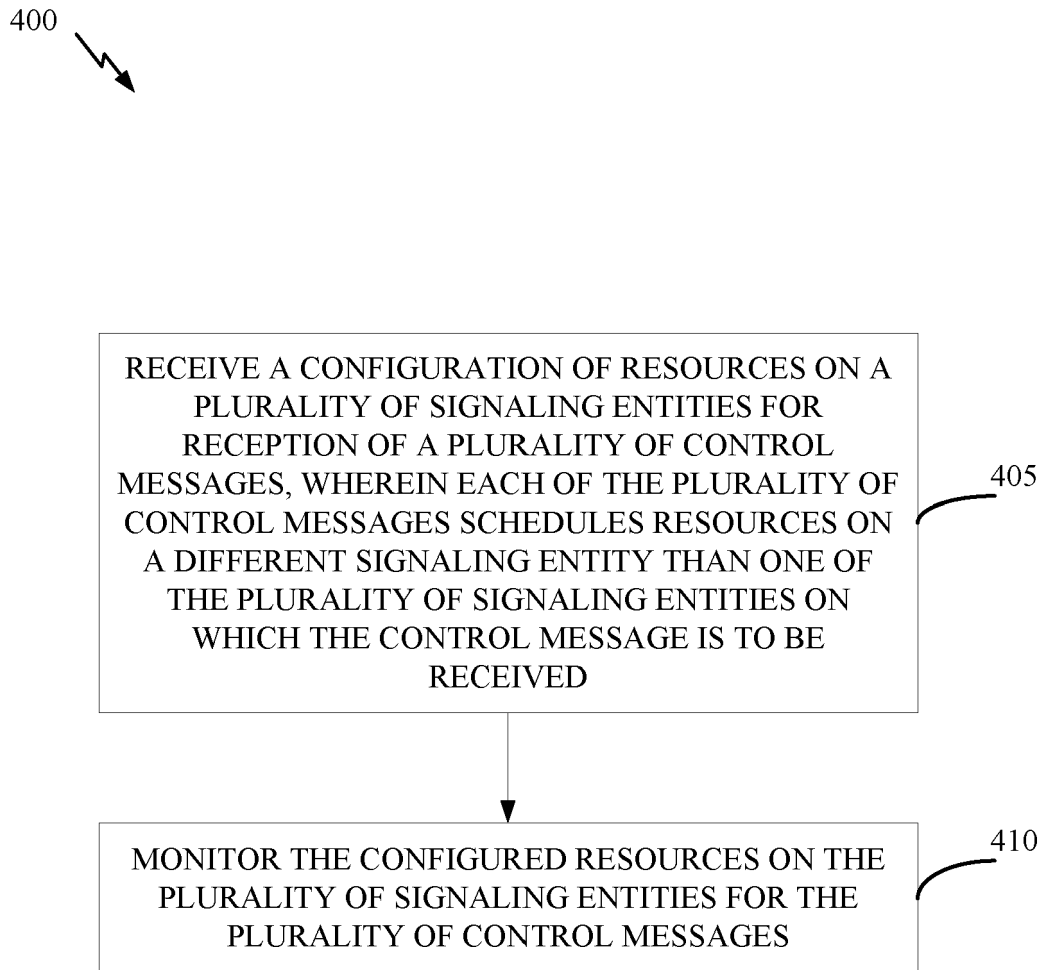 400
RECEIVE A CONFIGURATION OF RESOURCES ON A
PLURALITY OF SIGNALING ENTITIES FOR
RECEPTION OF A PLURALITY OF CONTROL
MESSAGES, WHEREIN EACH OF THE PLURALITY OF
CONTROL MESSAGES SCHEDULES RESOURCES ON
A DIFFERENT SIGNALING ENTITY THAN ONE OF
THE PLURALITY OF SIGNALING ENTITIES ON
WHICH THE CONTROL MESSAGE IS TO BE
RECEIVED
405
MONITOR THE CONFIGURED RESOURCES ON THE
PLURALITY OF SIGNALING ENTITIES FOR THE
PLURALITY OF CONTROL MESSAGES
410